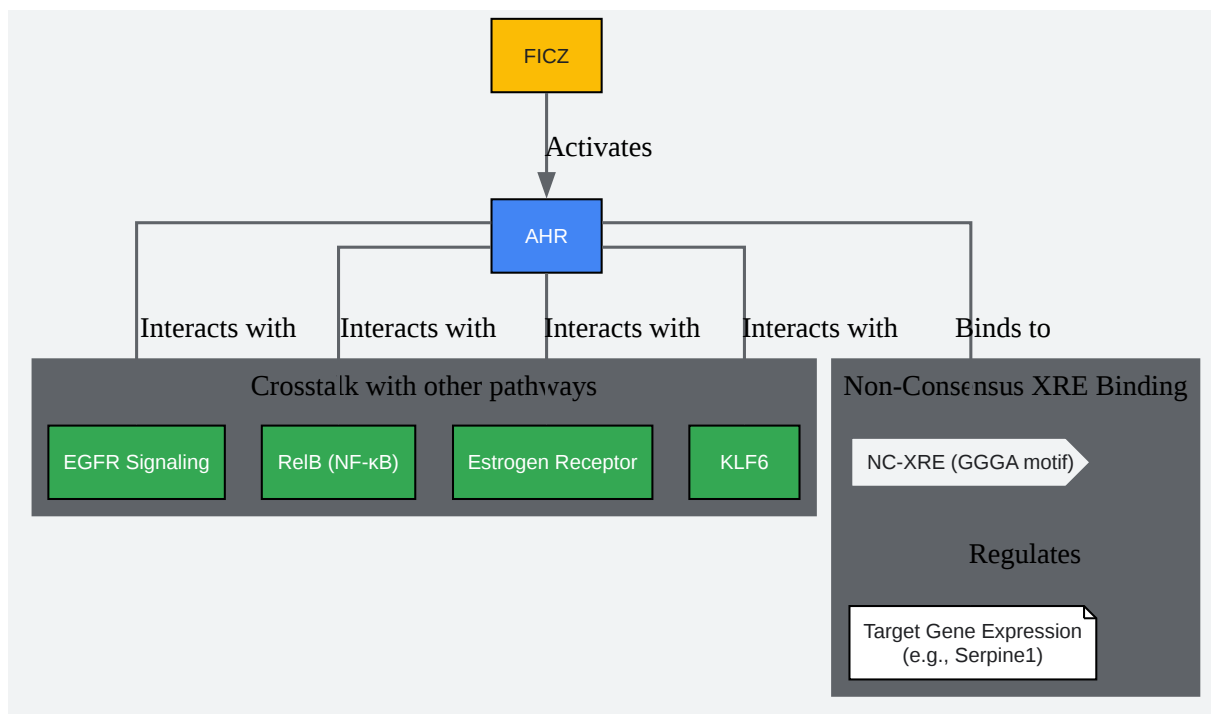 FICZ
Activates
AHR
Interacts with
Interacts with
Interacts with
Interacts with
Binds to
Crosstalk with other pathways
EGFR Signaling
RelB (NF-κB)
Estrogen Receptor
KLF6
Non-Consensus XRE Binding
NC-XRE (GGGA motif)
Regulates
Target Gene Expression
(e.g., Serpine1)